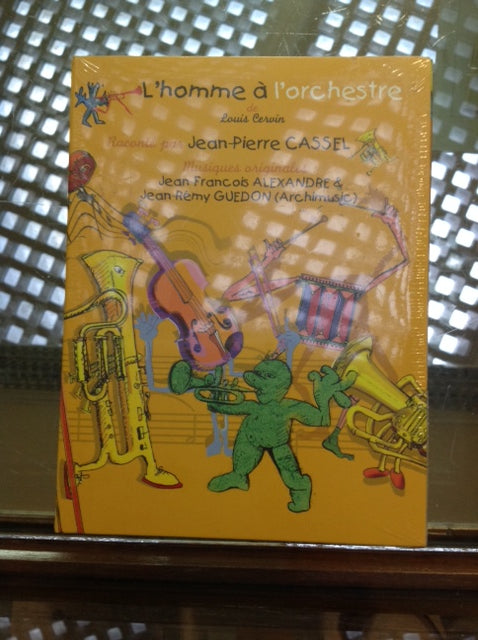 L'homme à l'orchestre
de
Louis Cervin
Raconté par Jean-Pierre CASSEL
Musiques originales
Jean François ALEXANDRE &
Jean-Rémy GUEDON (Archimusic)